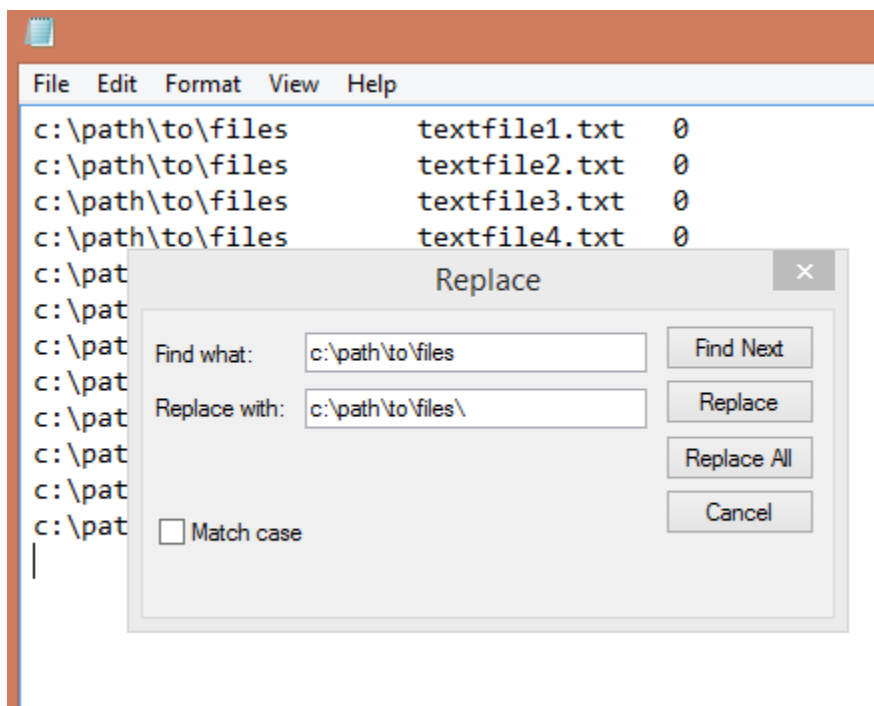 File Edit Format View Help
c:\path\to\files textfile1.txt 0
c:\path\to\files textfile2.txt 0
c:\path\to\files textfile3.txt 0
c:\path\to\files textfile4.txt 0
c:\pat
c:\pat
c:\pat
c:\pat
c:\pat
c:\pat
c:\pat
c:\pat
Replace
Find what: c:\path\to\files Find Next
Replace with: c:\path\to\files\ Replace
Replace All
Cancel
Match case